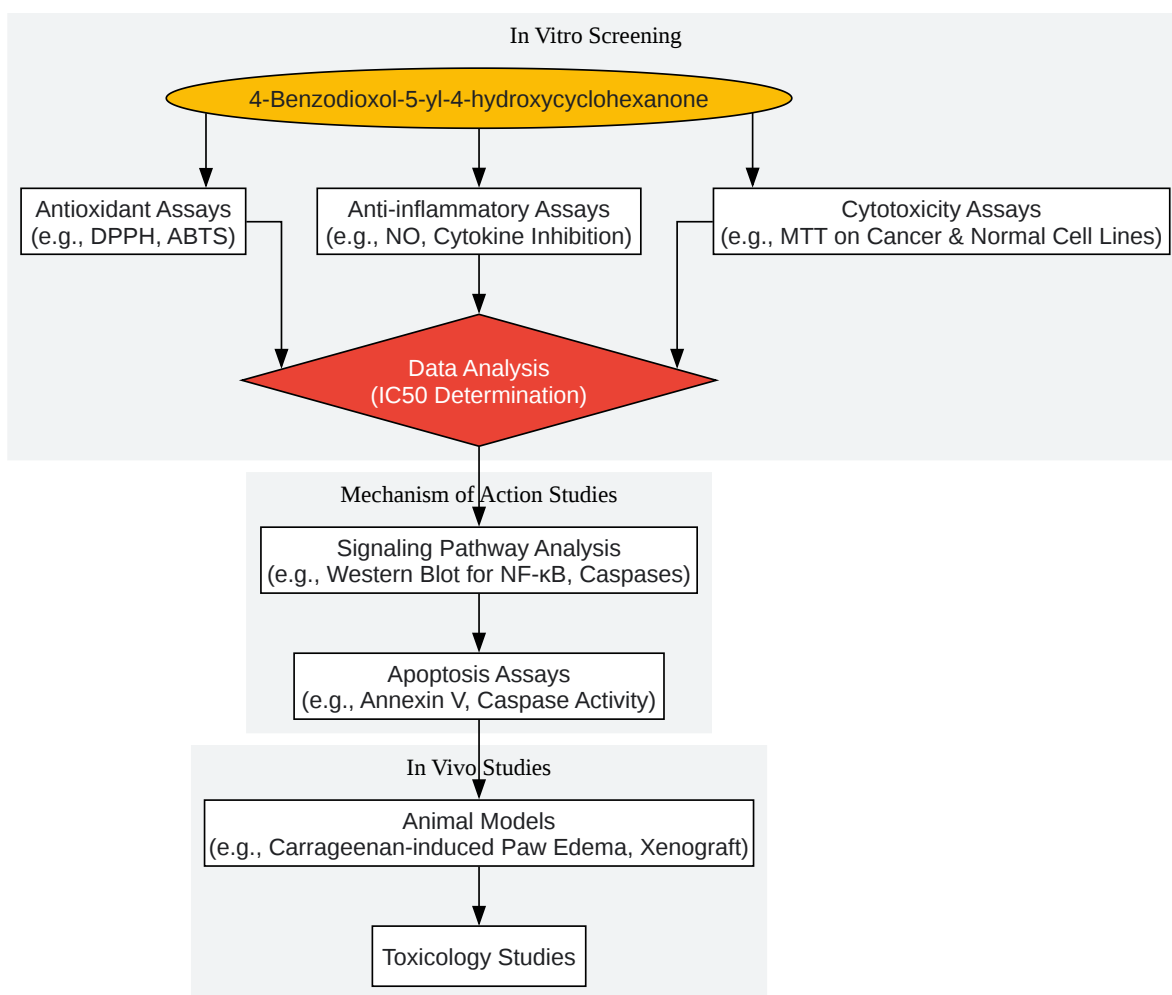 In Vitro Screening
4-Benzodioxol-5-yl-4-hydroxycyclohexanone
Antioxidant Assays
(e.g., DPPH, ABTS)
Anti-inflammatory Assays
(e.g., NO, Cytokine Inhibition)
Cytotoxicity Assays
(e.g., MTT on Cancer & Normal Cell Lines)
Data Analysis
(IC50 Determination)
Mechanism of Action Studies
Signaling Pathway Analysis
(e.g., Western Blot for NF-κB, Caspases)
Apoptosis Assays
(e.g., Annexin V, Caspase Activity)
In Vivo Studies
Animal Models
(e.g., Carrageenan-induced Paw Edema, Xenograft)
Toxicology Studies